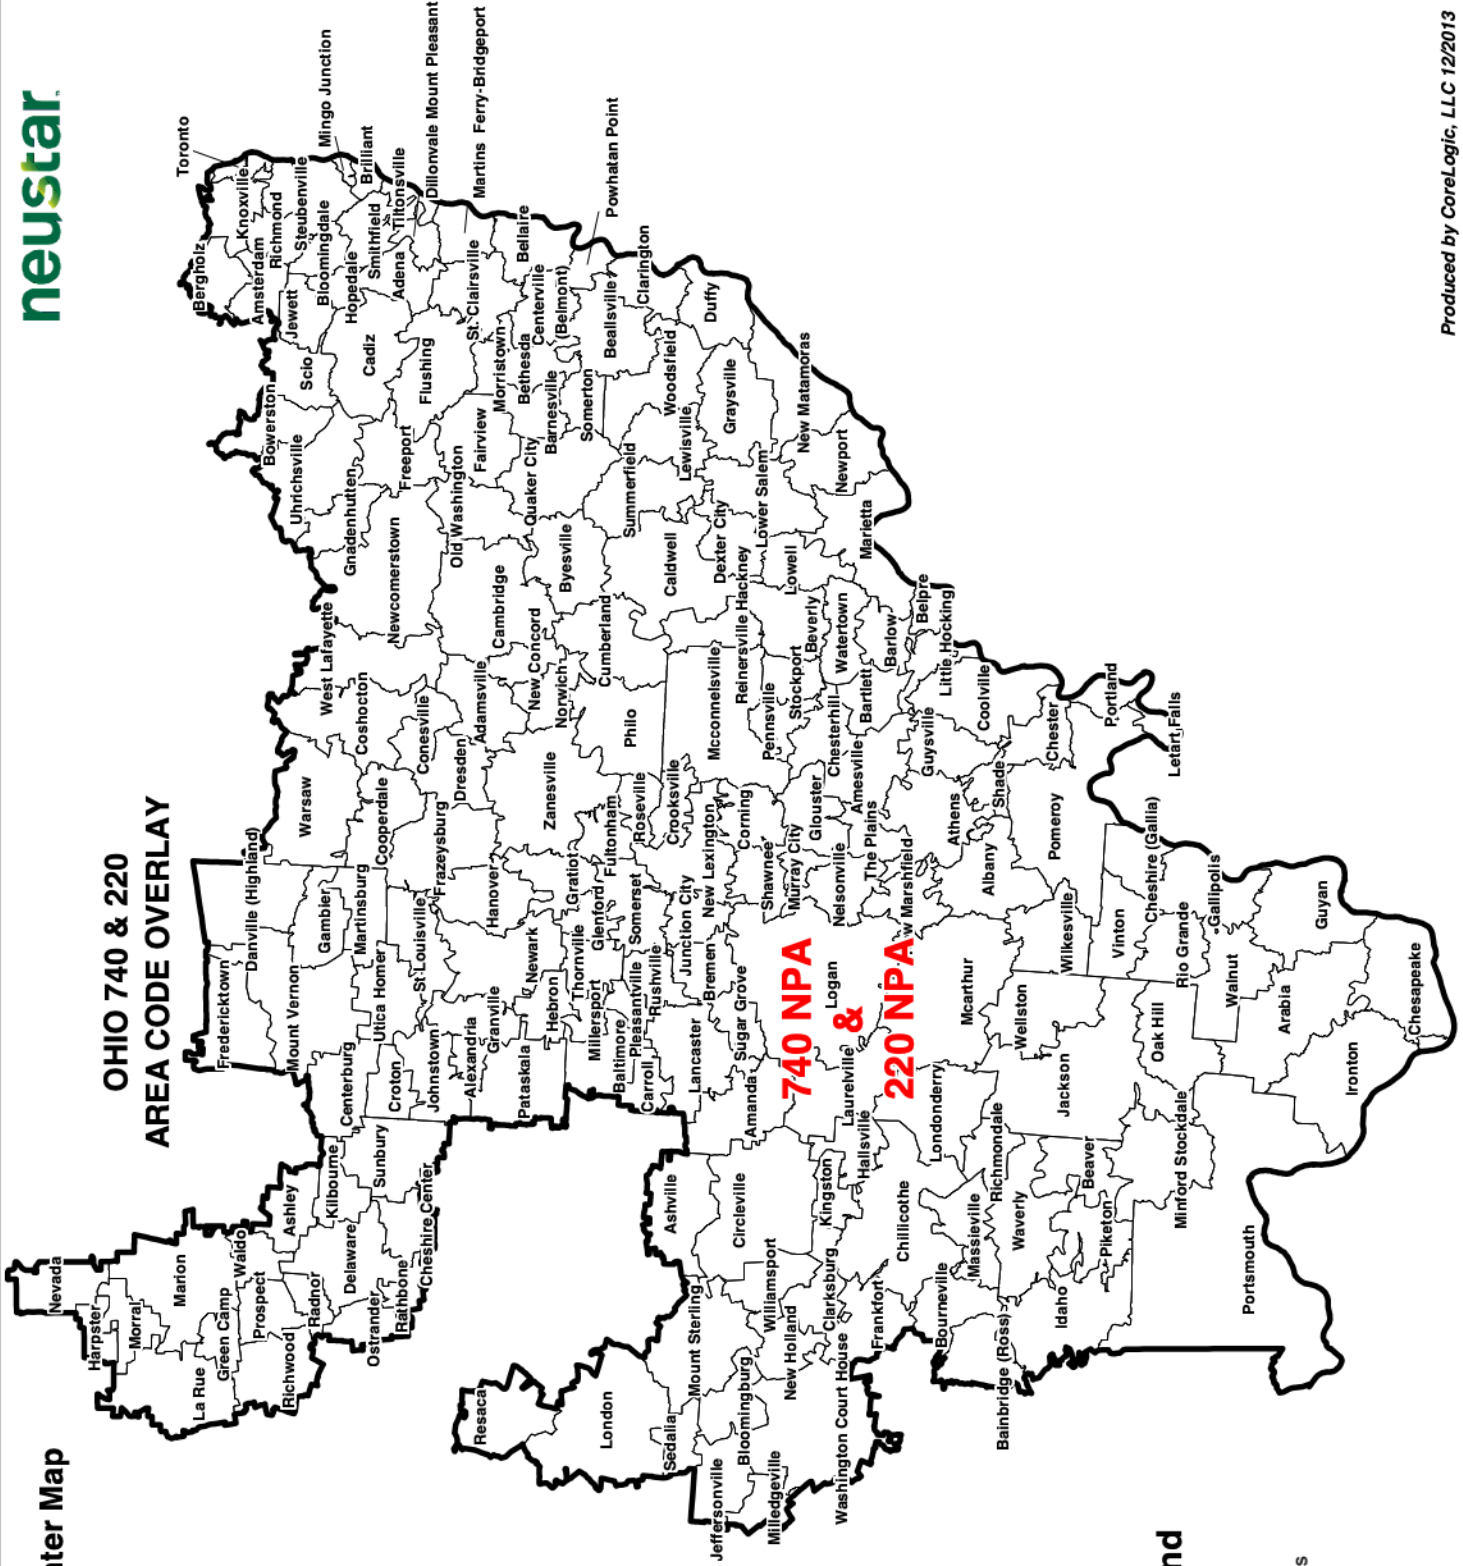 ter Map
neustar
OHIO 740 & 220
AREA CODE OVERLAY
Nevada
Harpster
Morral
Marion
La Rue
Green Camp
Waldo
Prospect
Richwood
Radnor
Ashley
Kilbourne
Delaware
Ostrander
Rathbone
Sunbury
Cheshire Center
Fredericktown
Danville (Highland)
Mount Vernon
Gambier
Centerburg
Martinsburg
Utica Homer
Croton
St Louisville
Johnstown
Alexandria
Granville
Hanover
Newark
Pataskala
Hebron
Gratiot
Thornville
Glenford
Millersport
Fultonham
Baltimore
Pleasantville
Somerset
Rushville
Carroll
Roseville
Lancaster
Junction City
Crooksville
Bremen
New Lexington
Sugar Grove
Corning
Amanda
Shawnee
Murray City
Warsaw
Cooperdale
Frazeysburg
Dresden
Conesville
Coshocton
West Lafayette
Adamsville
Zanesville
New Concord
Norwich
Philo
Cumberland
Newcomerstown
Gnadenhutten
Uhrichsville
Bowerston
Scio
Jewett
Amsterdam
Bergholz
Knoxville
Richmond
Toronto
Steubenville
Bloomingdale
Mingo Junction
Hopedale
Brilliant
Smithfield
Tiltonsville
Adena
Dillonvale Mount Pleasant
Cadiz
Flushing
Freeport
Martins Ferry-Bridgeport
St. Clairsville
Old Washington
Fairview
Morristown
Bethesda
Bellaire
Centerville
(Belmont)
Barnesville
Quaker City
Cambridge
Byesville
Somerton
Beallsville
Powhatan Point
Clarington
Summerfield
Woodsfield
Lewisville
Caldwell
Duffy
Graysville
Dexter City
Reinersville Hackney
Lower Salem
Lowell
New Matamoras
Newport
Marietta
Mcconnelsville
Pennsville
Stockport
Beverly
Watertown
Barlow
Belpre
Little Hocking
Bartlett
Chesterhill
Amesville
Glouster
The Plains
Nelsonville
New Marshfield
Guysville
Athens
Coolville
Albany
Shade
Chester
Pomeroy
Portland
Letart Falls
740 NPA
&
220 NPA
Logan
Laurelville
Hallsville
Mcarthur
Wilkesville
Wellston
Vinton
Cheshire (Gallia)
Rio Grande
Gallipolis
Jackson
Oak Hill
Walnut
Guyan
Arabia
Ironton
Chesapeake
Resaca
London
Sedalia
Mount Sterling
Ashville
Circleville
Williamsport
Jeffersonville
Bloomingburg
Milledgeville
New Holland
Washington Court House
Clarksburg
Kingston
Frankfort
Chillicothe
Londonderry
Bourneville
Massieville
Richmondale
Bainbridge (Ross)
Waverly
Idaho
Piketon
Beaver
Minford Stockdale
Portsmouth
nd
s
Produced by CoreLogic, LLC 12/2013